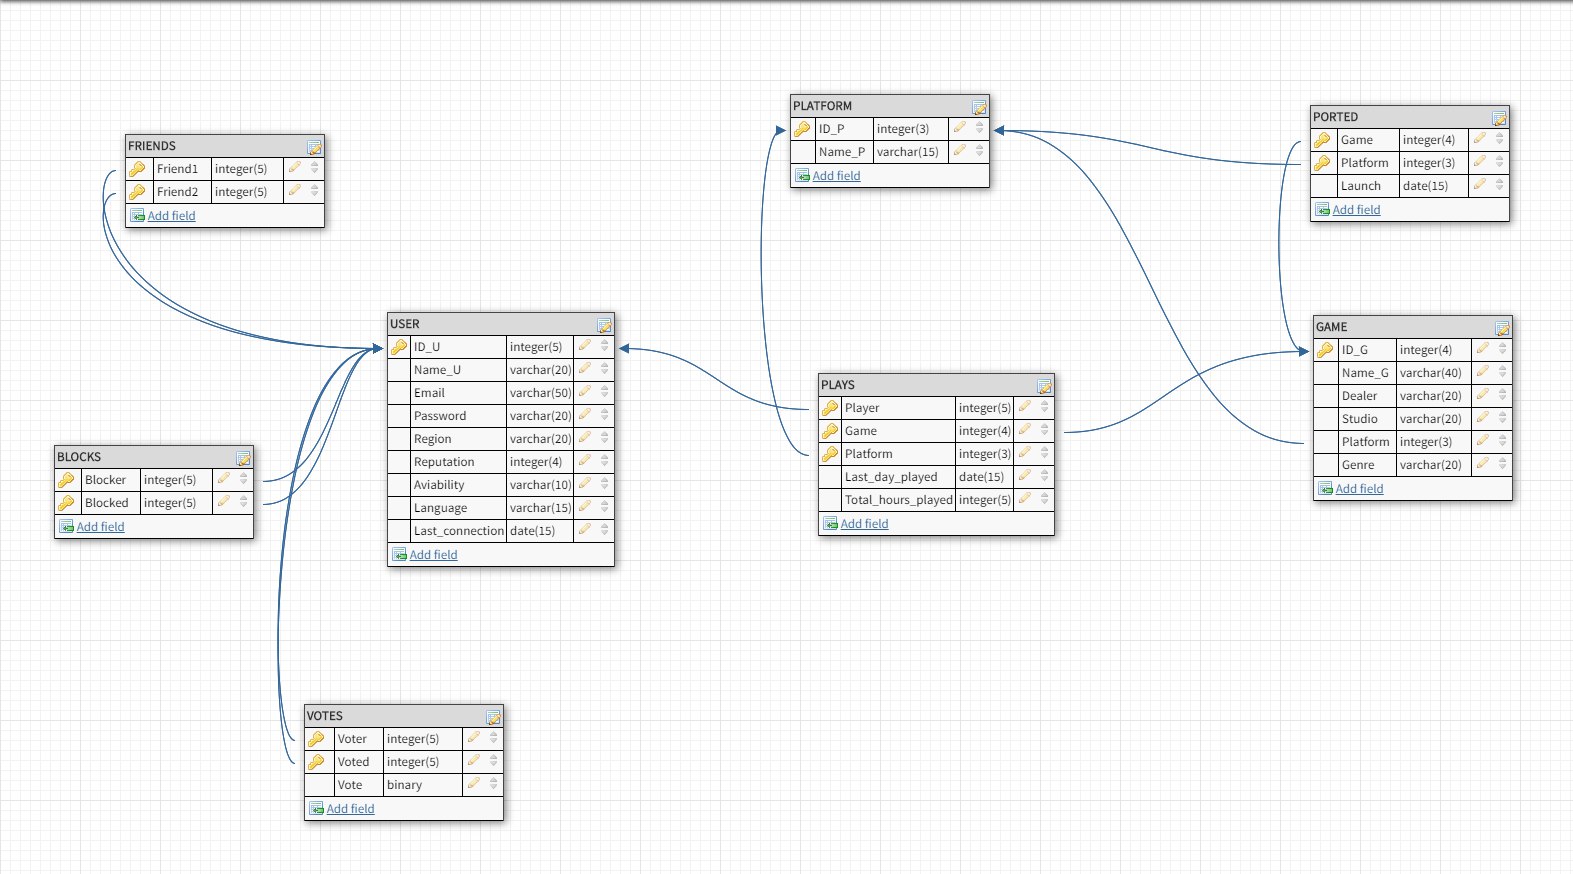 FRIENDS
Friend1 integer(5)
Friend2 integer(5)
Add field
BLOCKS
Blocker integer(5)
Blocked integer(5)
Add field
USER
ID_U integer(5)
Name_U varchar(20)
Email varchar(50)
Password varchar(20)
Region varchar(20)
Reputation integer(4)
Aviability varchar(10)
Language varchar(15)
Last_connection date(15)
Add field
VOTES
Voter integer(5)
Voted integer(5)
Vote binary
Add field
PLATFORM
ID_P integer(3)
Name_P varchar(15)
Add field
PLAYS
Player integer(5)
Game integer(4)
Platform integer(3)
Last_day_played date(15)
Total_hours_played integer(5)
Add field
PORTED
Game integer(4)
Platform integer(3)
Launch date(15)
Add field
GAME
ID_G integer(4)
Name_G varchar(40)
Dealer varchar(20)
Studio varchar(20)
Platform integer(3)
Genre varchar(20)
Add field